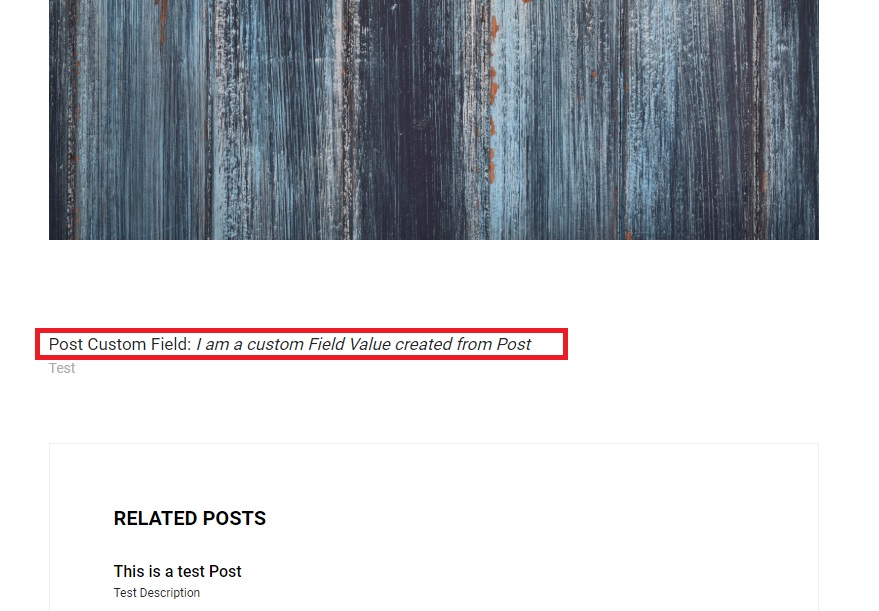 Post Custom Field: I am a custom Field Value created from Post
Test
RELATED POSTS
This is a test Post
Test Description